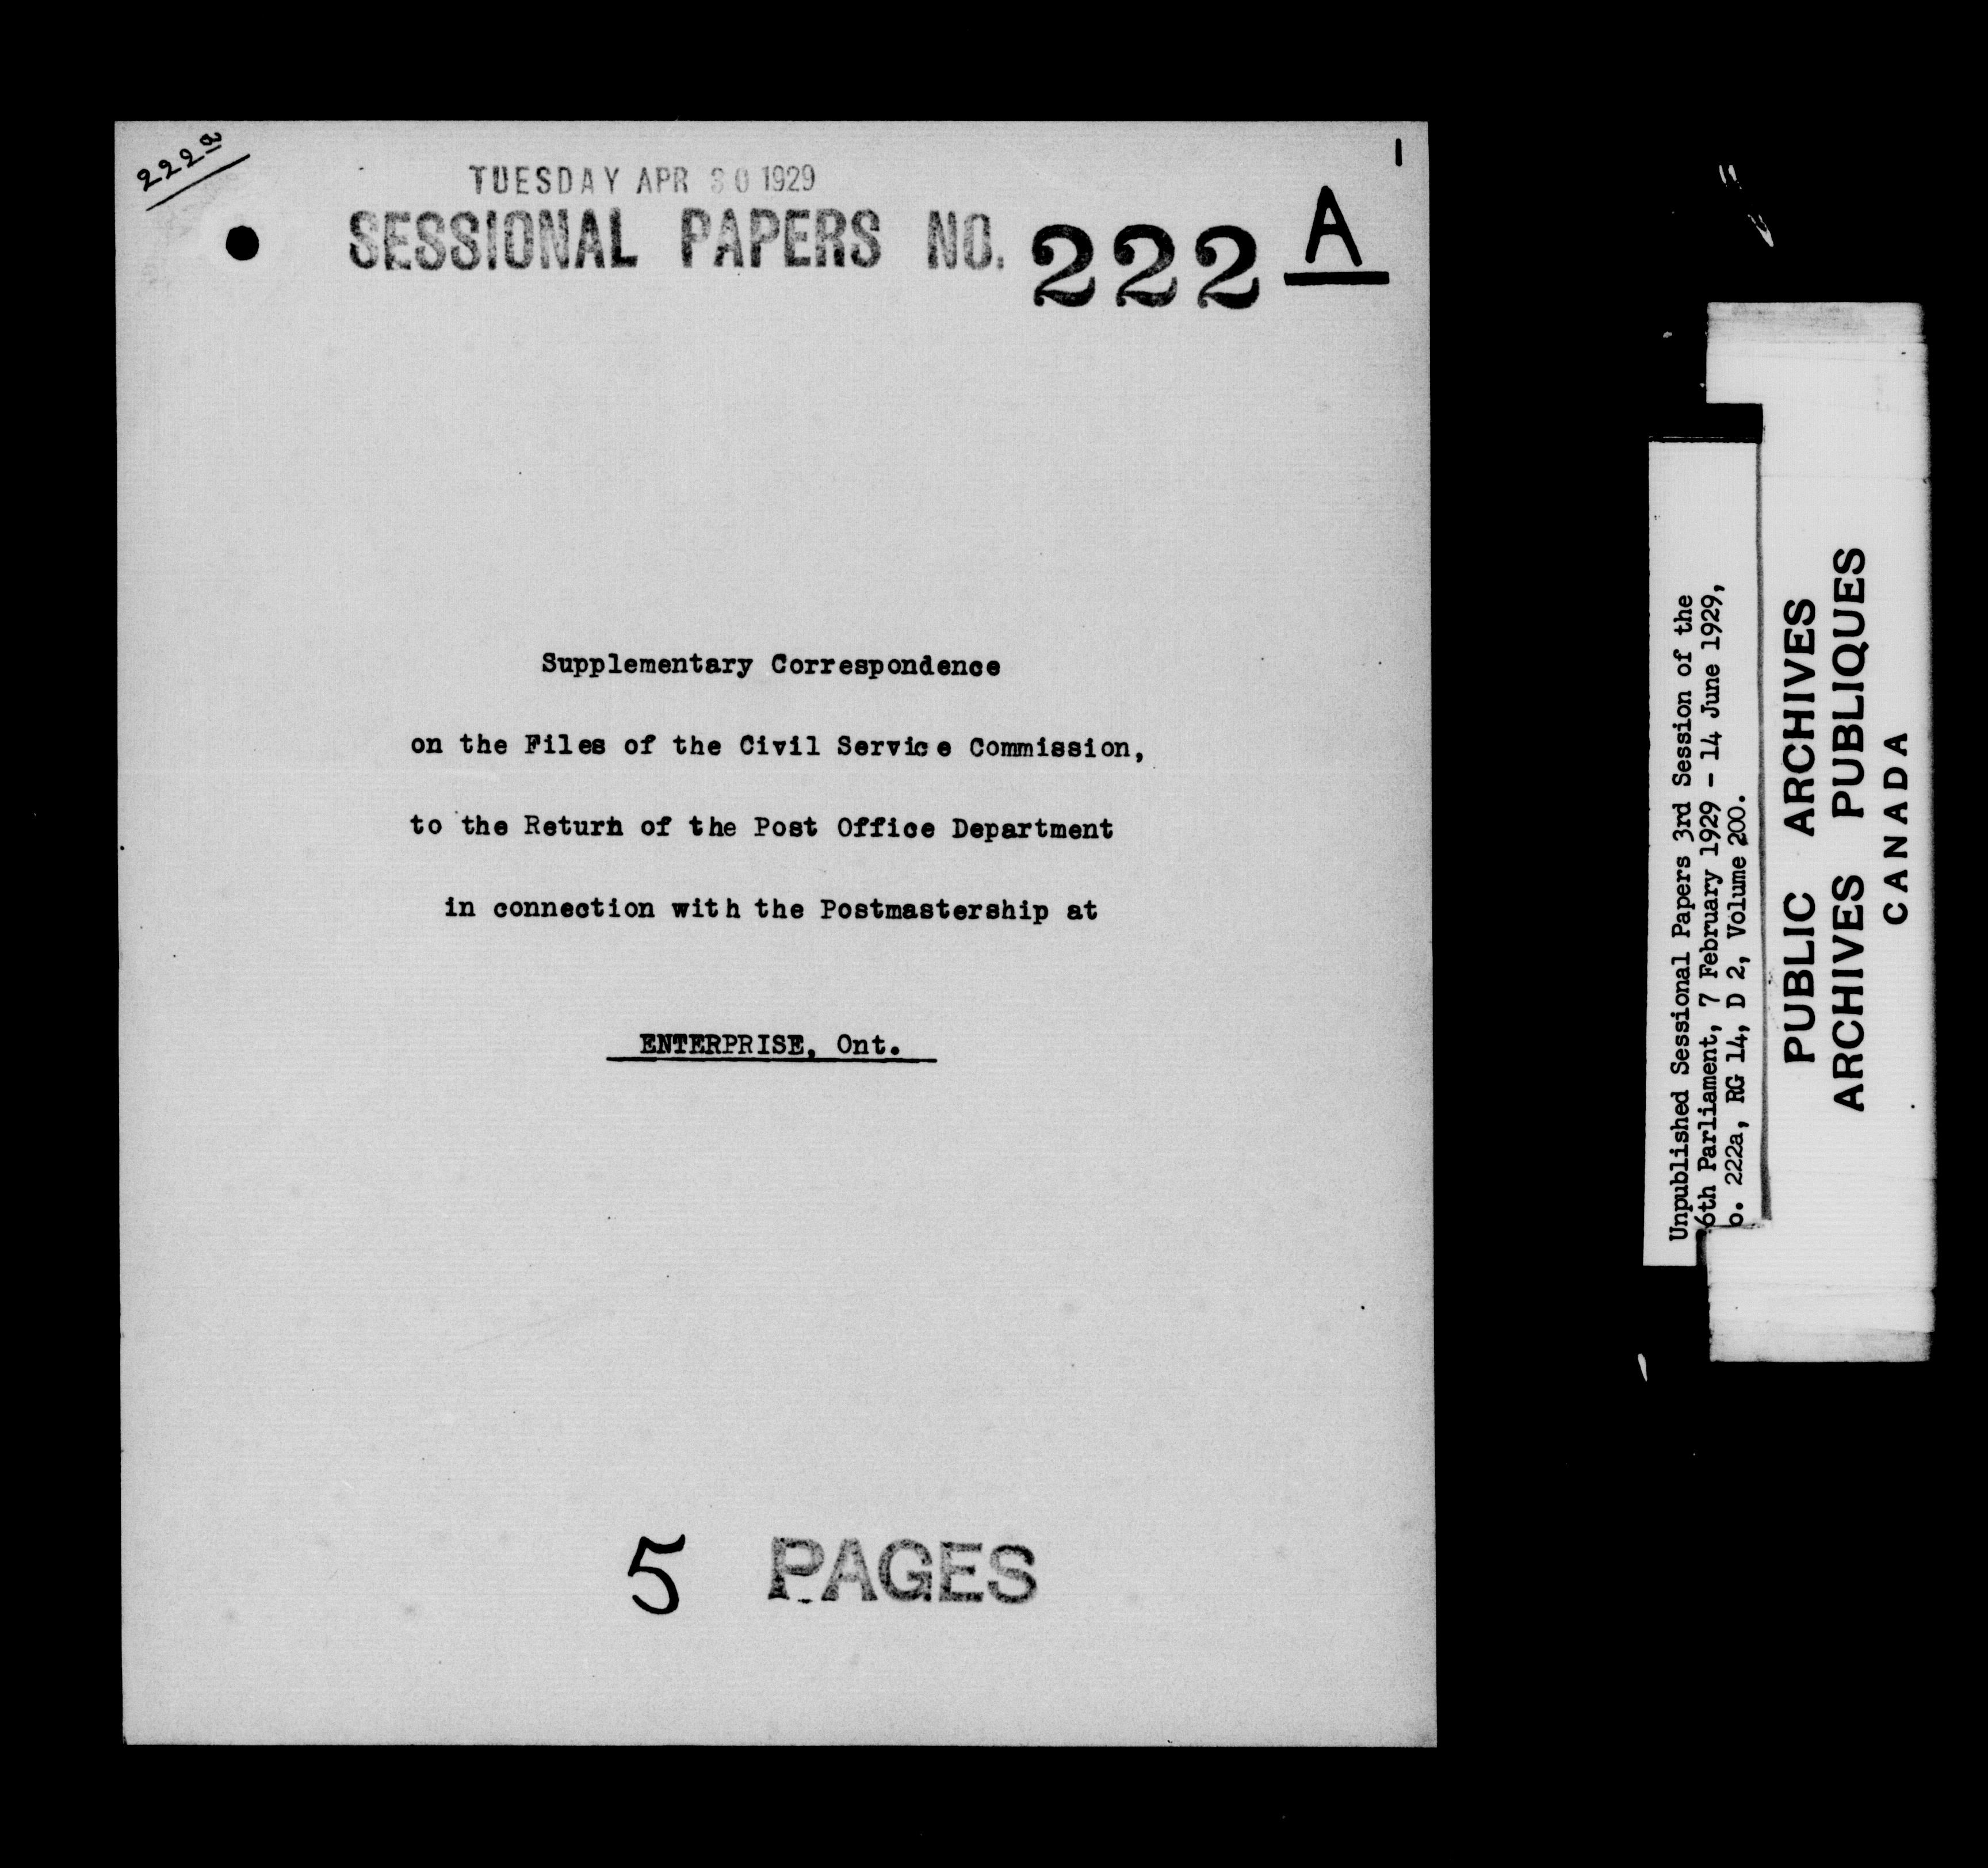 222a
1
TUESDAY APR 30 1929
SESSIONAL PAPERS NO. 222 A
Supplementary Correspondence
on the Files of the Civil Service Commission,
to the Return of the Post Office Department
in connection with the Postmastership at
ENTERPRISE, Ont.
5 PAGES
Unpublished Sessional Papers 3rd Session of the
6th Parliament, 7 February 1929 - 14 June 1929,
o. 222a, RG 14, D 2, Volume 200.
PUBLIC ARCHIVES
ARCHIVES PUBLIQUES
CANADA